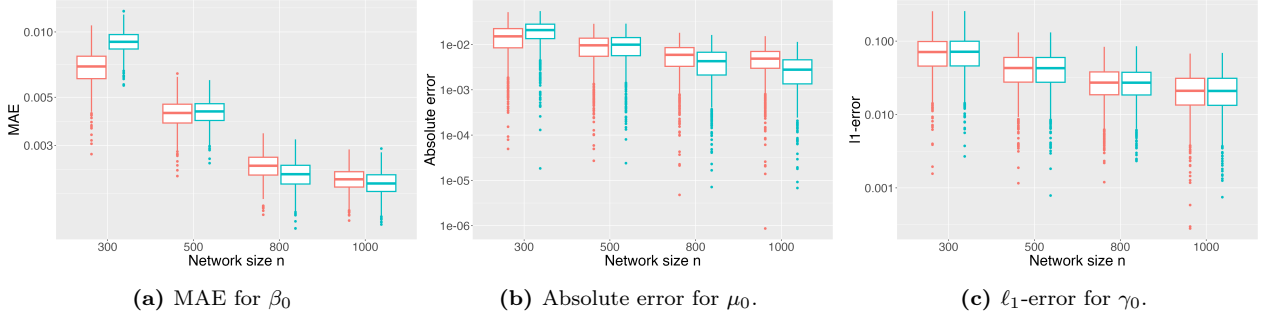 0.010
0.005
0.003
MAE
300
500
800
1000
Network size n
(a) MAE for β₀
1e-02
1e-03
1e-04
1e-05
1e-06
Absolute error
300
500
800
1000
Network size n
(b) Absolute error for μ₀.
0.100
0.010
0.001
l1-error
300
500
800
1000
Network size n
(c) ℓ₁-error for γ₀.